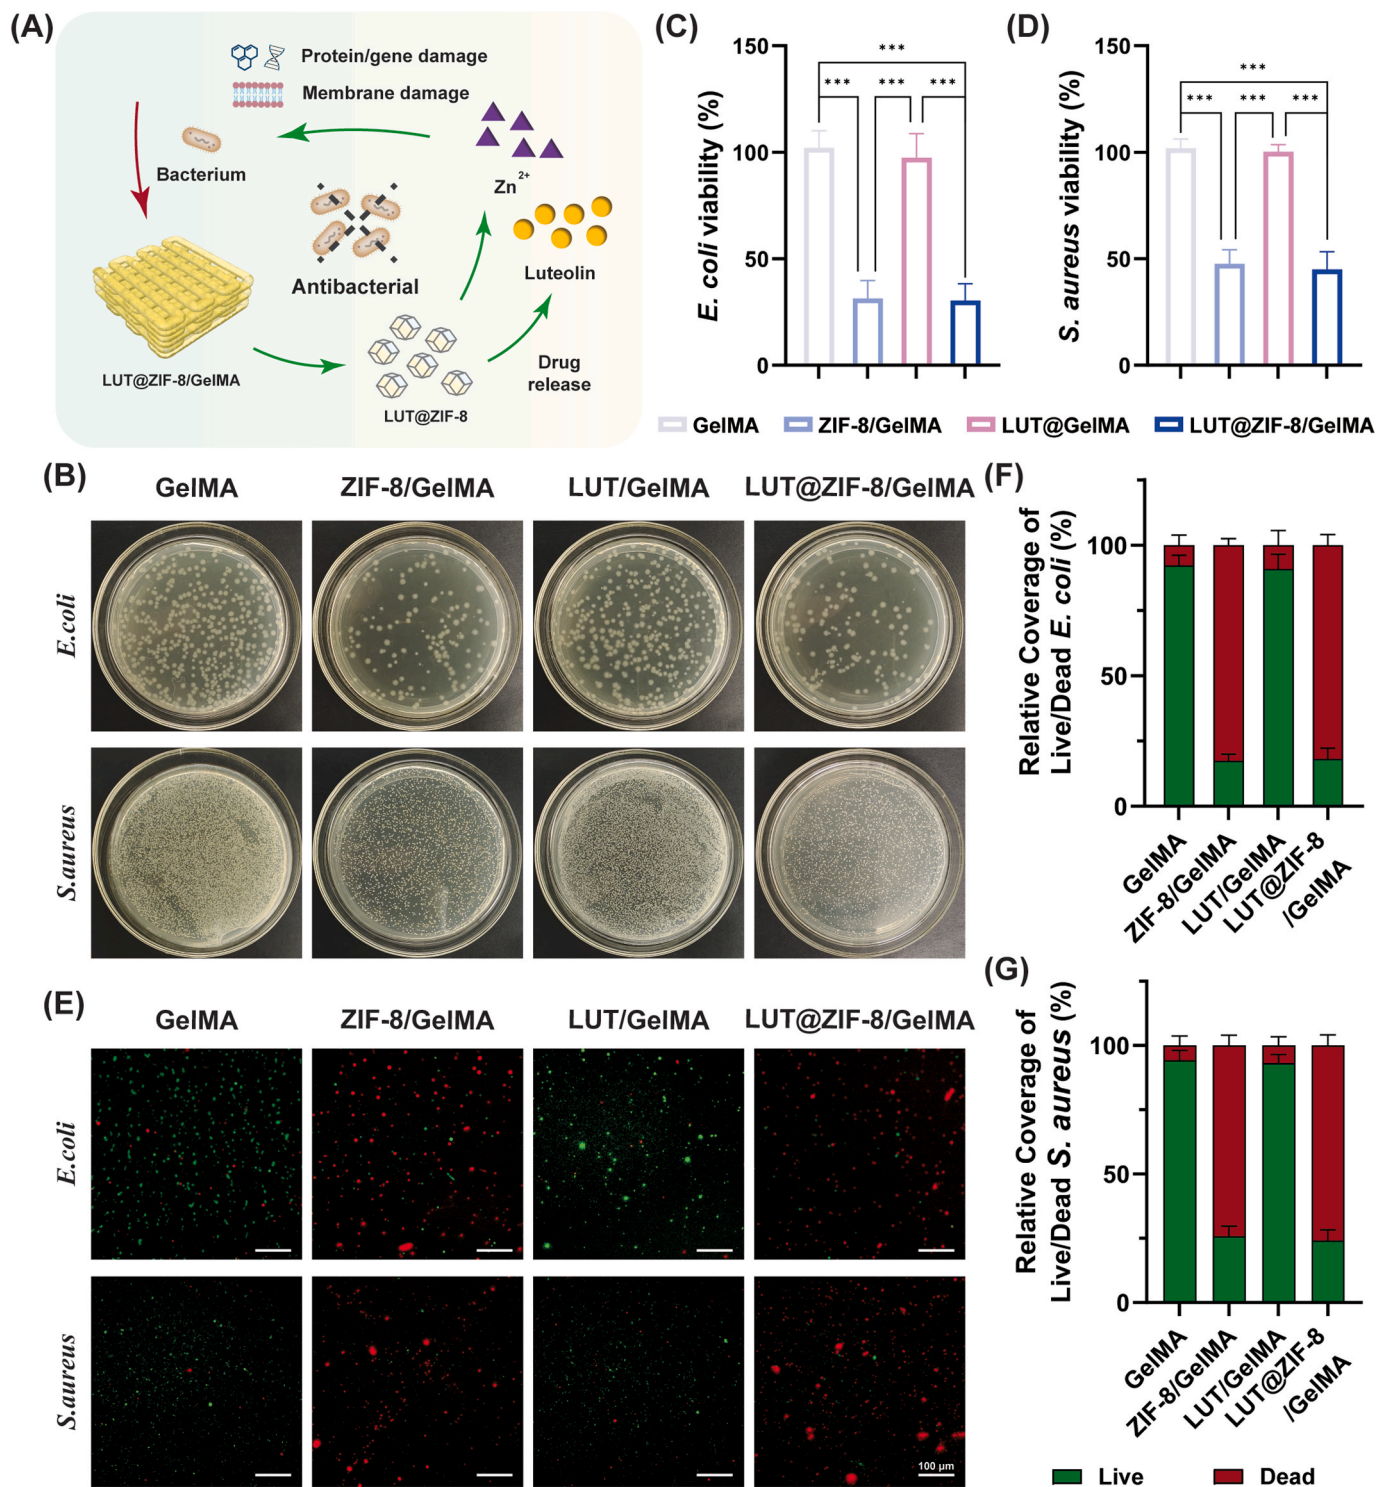 (A)
Protein/gene damage
Membrane damage
Bacterium
Zn2+
Luteolin
Antibacterial
Drug
release
LUT@ZIF-8/GelMA
LUT@ZIF-8
(C)
150
100
50
0
E. coli viability (%)
***
*** *** ***
(D)
150
100
50
0
S. aureus viability (%)
***
*** *** ***
GelMA ZIF-8/GelMA LUT@GelMA LUT@ZIF-8/GelMA
(B)
GelMA ZIF-8/GelMA LUT/GelMA LUT@ZIF-8/GelMA
E.coli
S.aureus
(E)
GelMA ZIF-8/GelMA LUT/GelMA LUT@ZIF-8/GelMA
E.coli
S.aureus
100 μm
(F)
Relative Coverage of
Live/Dead E. coli (%)
100
50
0
GelMA
ZIF-8/GelMA
LUT/GelMA
LUT@ZIF-8
/GelMA
(G)
Relative Coverage of
Live/Dead S. aureus (%)
100
50
0
GelMA
ZIF-8/GelMA
LUT/GelMA
LUT@ZIF-8
/GelMA
Live Dead